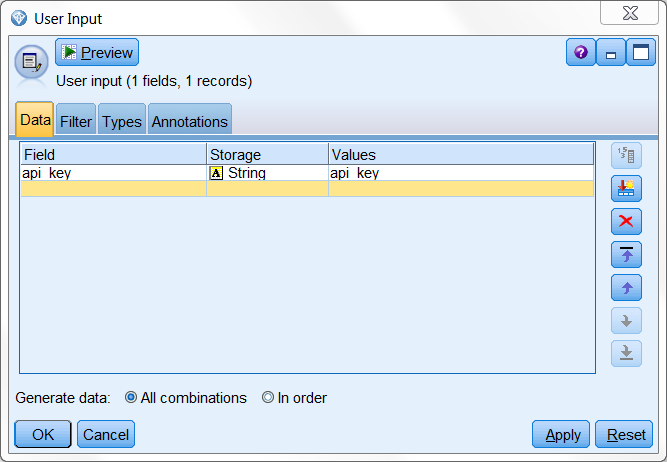 User Input
Preview
User input (1 fields, 1 records)
Data Filter Types Annotations
Field Storage Values
api_key A String api_key
Generate data: All combinations In order
OK Cancel Apply Reset